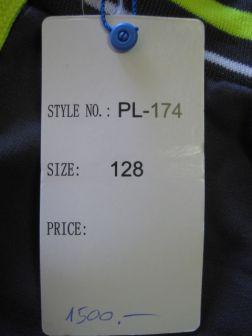 STYLE NO.: PL-174
SIZE: 128
PRICE:
1500,—